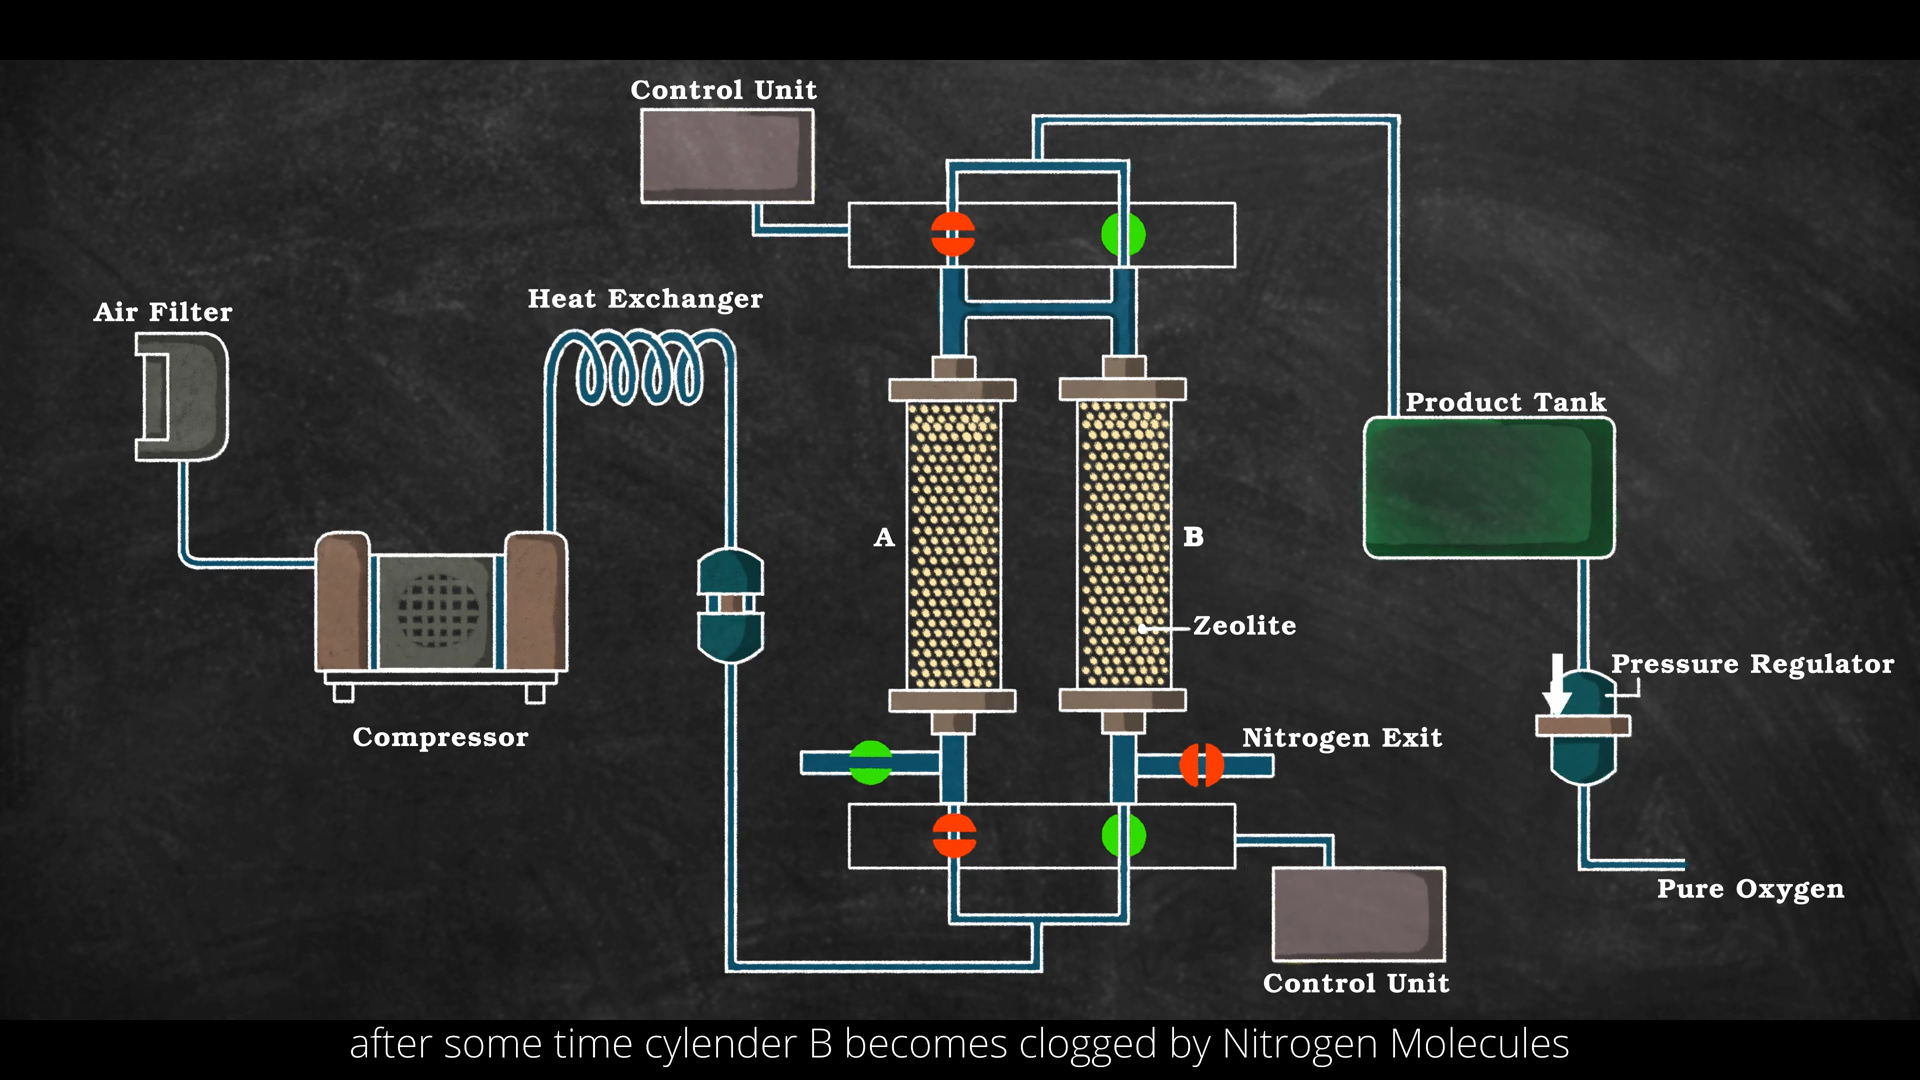 Control Unit
Heat Exchanger
Air Filter
Product Tank
A
B
Zeolite
Pressure Regulator
Compressor
Nitrogen Exit
Pure Oxygen
Control Unit
after some time cylender B becomes clogged by Nitrogen Molecules